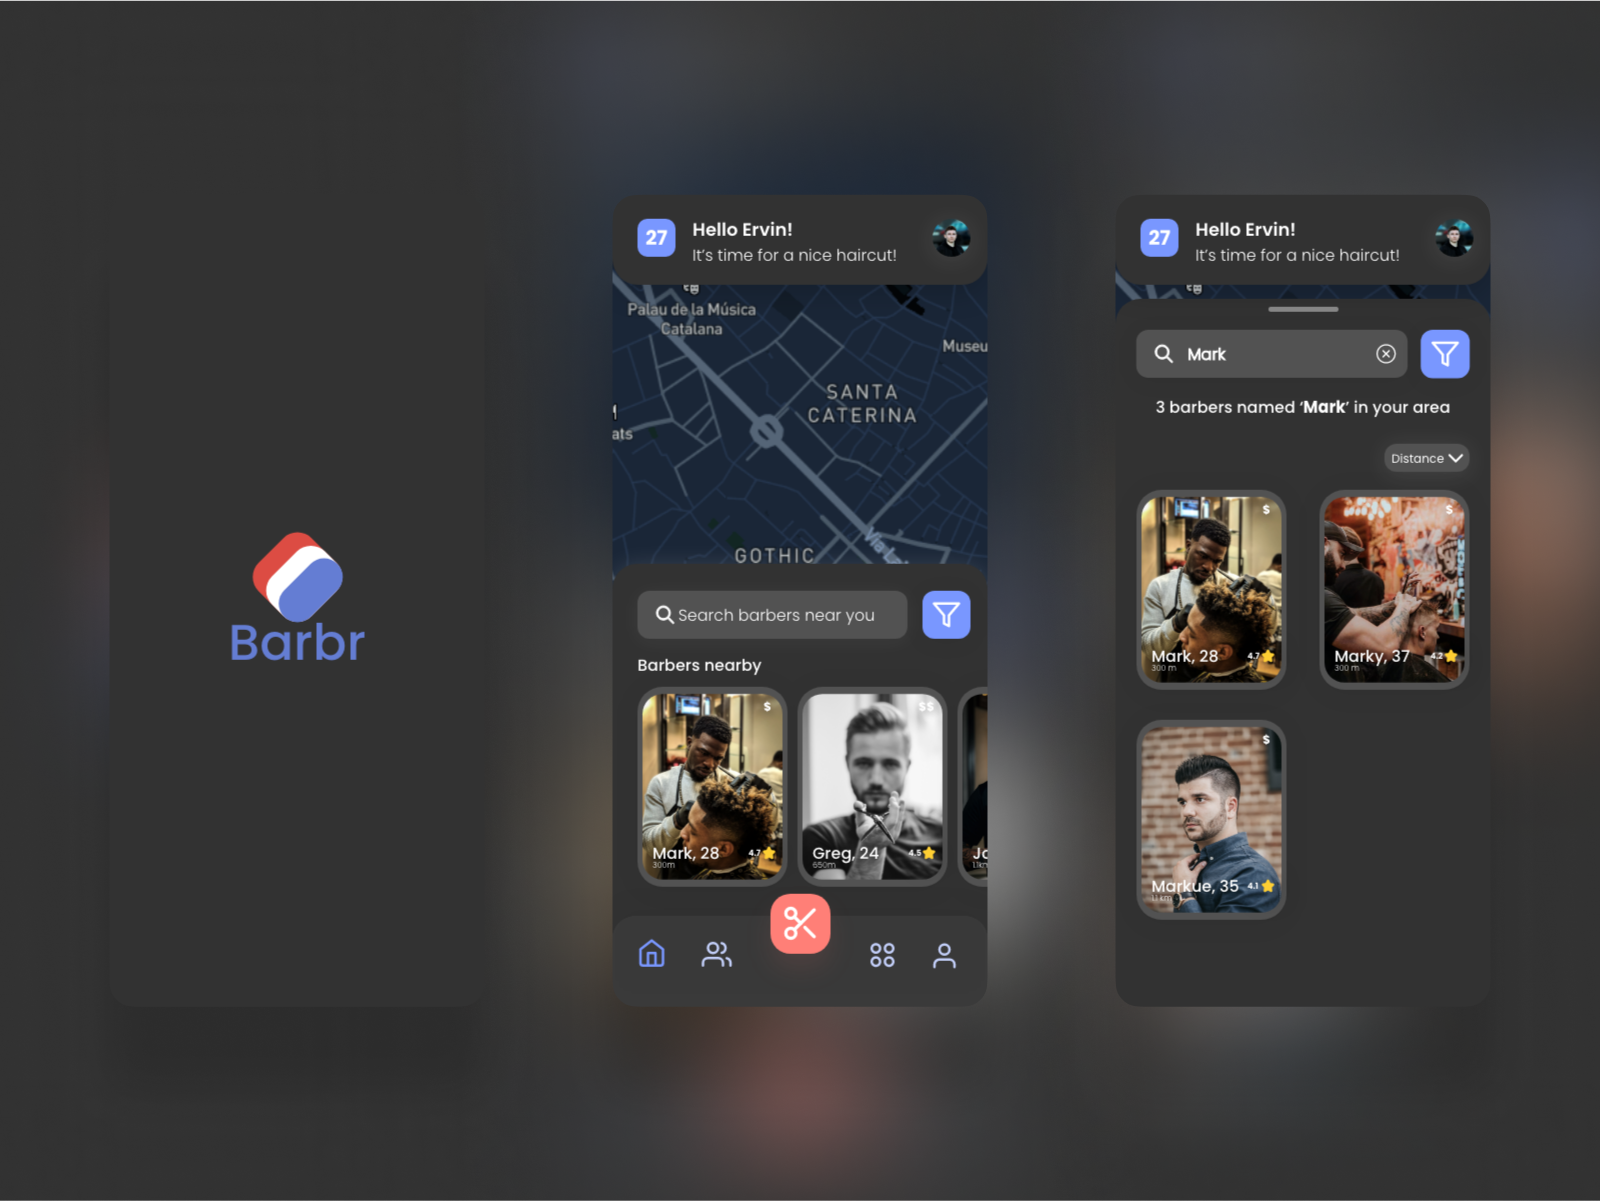 Barbr
27
Hello Ervin!
It's time for a nice haircut!
Palau de la Música
Catalana
Museu
SANTA
CATERINA
ats
GOTHIC
Via L
Search barbers near you
Barbers nearby
$
Mark, 28
4.7
300m
$$
Greg, 24
4.5
650m
Jo
1.1km
27
Hello Ervin!
It's time for a nice haircut!
Mark
3 barbers named 'Mark' in your area
Distance
$
Mark, 28
4.7
300 m
$
Marky, 37
4.2
300 m
$
Markue, 35
4.1
1.1 km